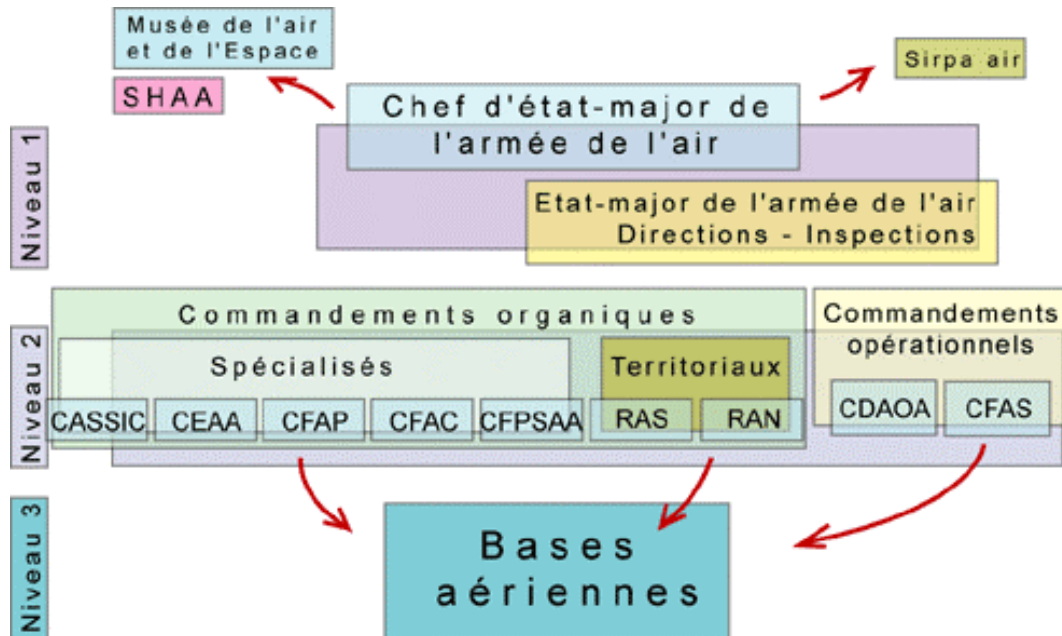 Musée de l'air
et de l'Espace
SHAA
Sirpa air
Chef d'état-major de
l'armée de l'air
Niveau 1
Etat-major de l'armée de l'air
Directions - Inspections
Commandements organiques
Commandements
opérationnels
Niveau 2
Spécialisés
Territoriaux
CASSIC
CEAA
CFAP
CFAC
CFPSAA
RAS
RAN
CDAOA
CFAS
Niveau 3
Bases
aériennes